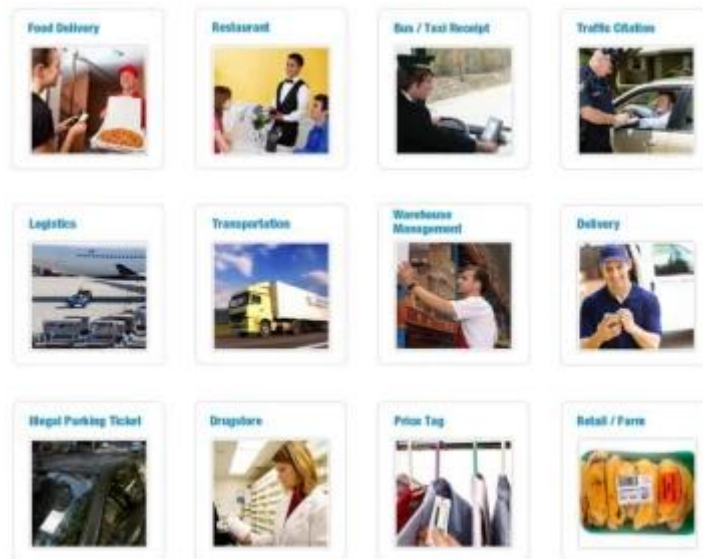 Food Delivery
Restaurant
Bus / Taxi Receipt
Traffic Citation
Logistics
Transportation
Warehouse
Management
Delivery
Illegal Parking Ticket
Drugstore
Price Tag
Retail / Farm